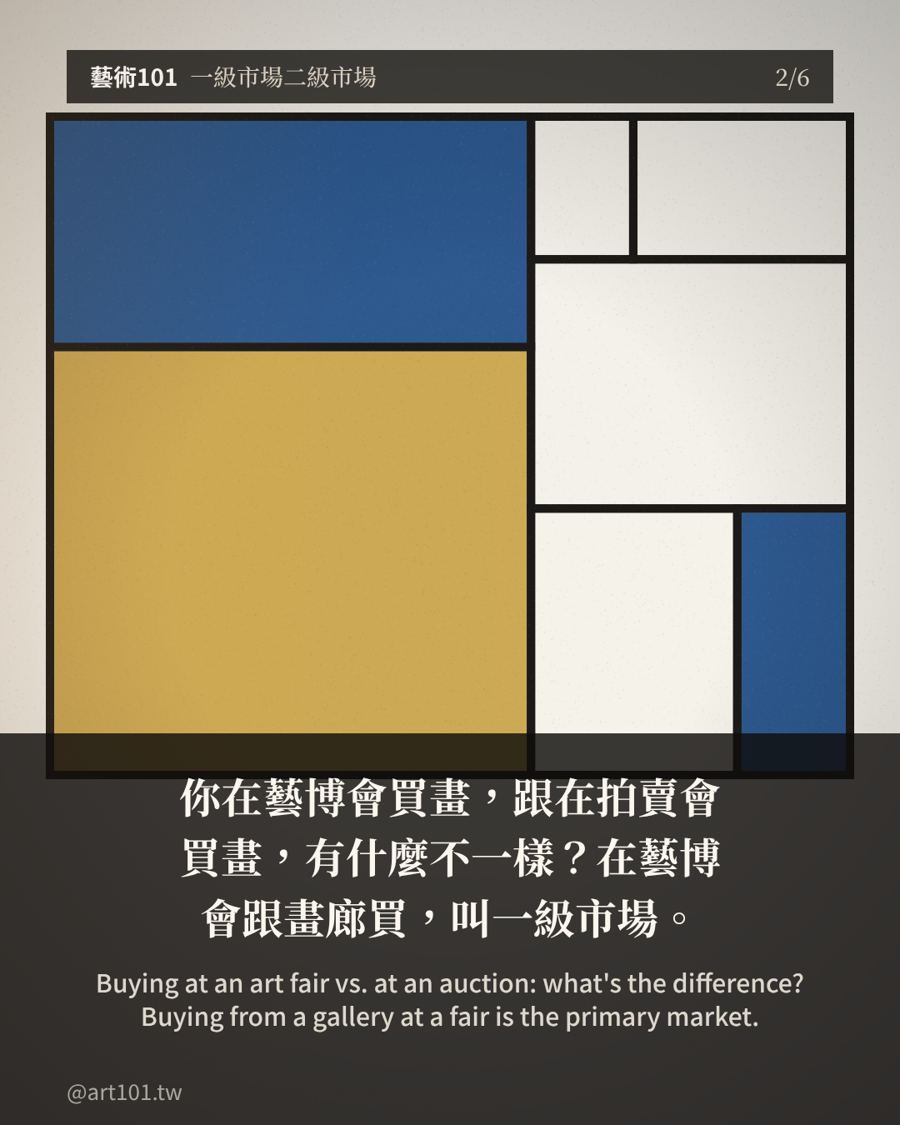 藝術101 一級市場二級市場 2/6
你在藝博會買畫，跟在拍賣會
買畫，有什麼不一樣？在藝博
會跟畫廊買，叫一級市場。
Buying at an art fair vs. at an auction: what's the difference?
Buying from a gallery at a fair is the primary market.
@art101.tw